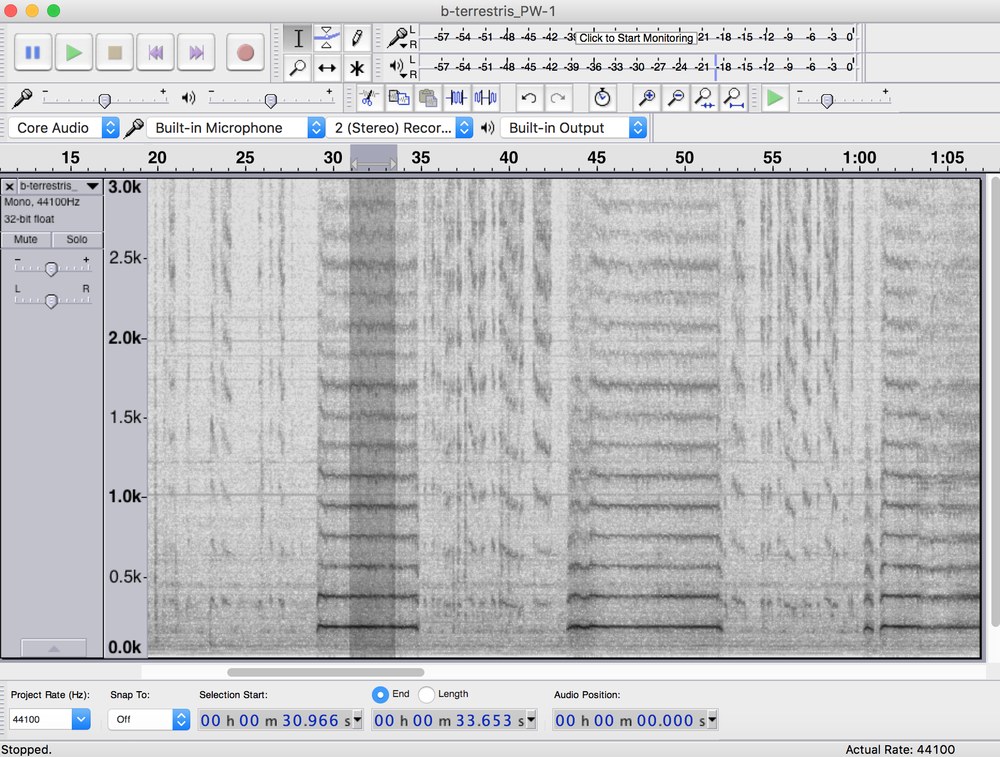 b-terrestris_PW-1
L
R
-57 -54 -51 -48 -45 -42 -39 Click to Start Monitoring 21 -18 -15 -12 -9 -6 -3 0
L
R
-57 -54 -51 -48 -45 -42 -39 -36 -33 -30 -27 -24 -21 -18 -15 -12 -9 -6 -3 0
- + - + - +
Core Audio Built-in Microphone 2 (Stereo) Recor... Built-in Output
15 20 25 30 35 40 45 50 55 1:00 1:05
b-terrestris_
Mono, 44100Hz
32-bit float
Mute Solo
- +
L R
3.0k
2.5k
2.0k
1.5k
1.0k
0.5k
0.0k
Project Rate (Hz): Snap To: Selection Start: End Length Audio Position:
44100 Off 00 h 00 m 30.966 s 00 h 00 m 33.653 s 00 h 00 m 00.000 s
Stopped. Actual Rate: 44100